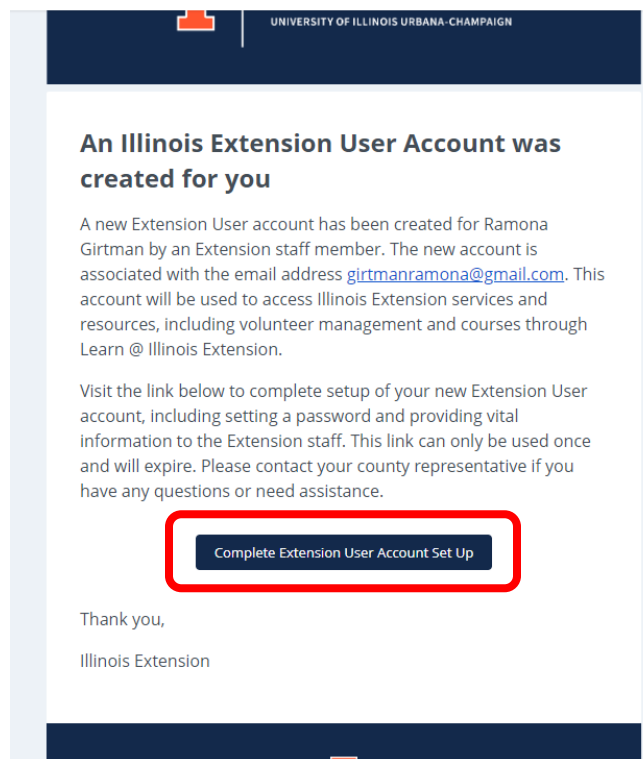 UNIVERSITY OF ILLINOIS URBANA-CHAMPAIGN
An Illinois Extension User Account was
created for you
A new Extension User account has been created for Ramona
Girtman by an Extension staff member. The new account is
associated with the email address girtmanramona@gmail.com. This
account will be used to access Illinois Extension services and
resources, including volunteer management and courses through
Learn @ Illinois Extension.
Visit the link below to complete setup of your new Extension User
account, including setting a password and providing vital
information to the Extension staff. This link can only be used once
and will expire. Please contact your county representative if you
have any questions or need assistance.
Complete Extension User Account Set Up
Thank you,
Illinois Extension